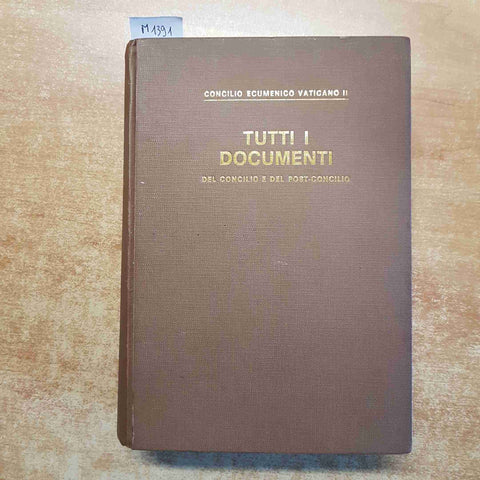 M1391
CONCILIO ECUMENICO VATICANO II
TUTTI I
DOCUMENTI
DEL CONCILIO E DEL POST-CONCILIO